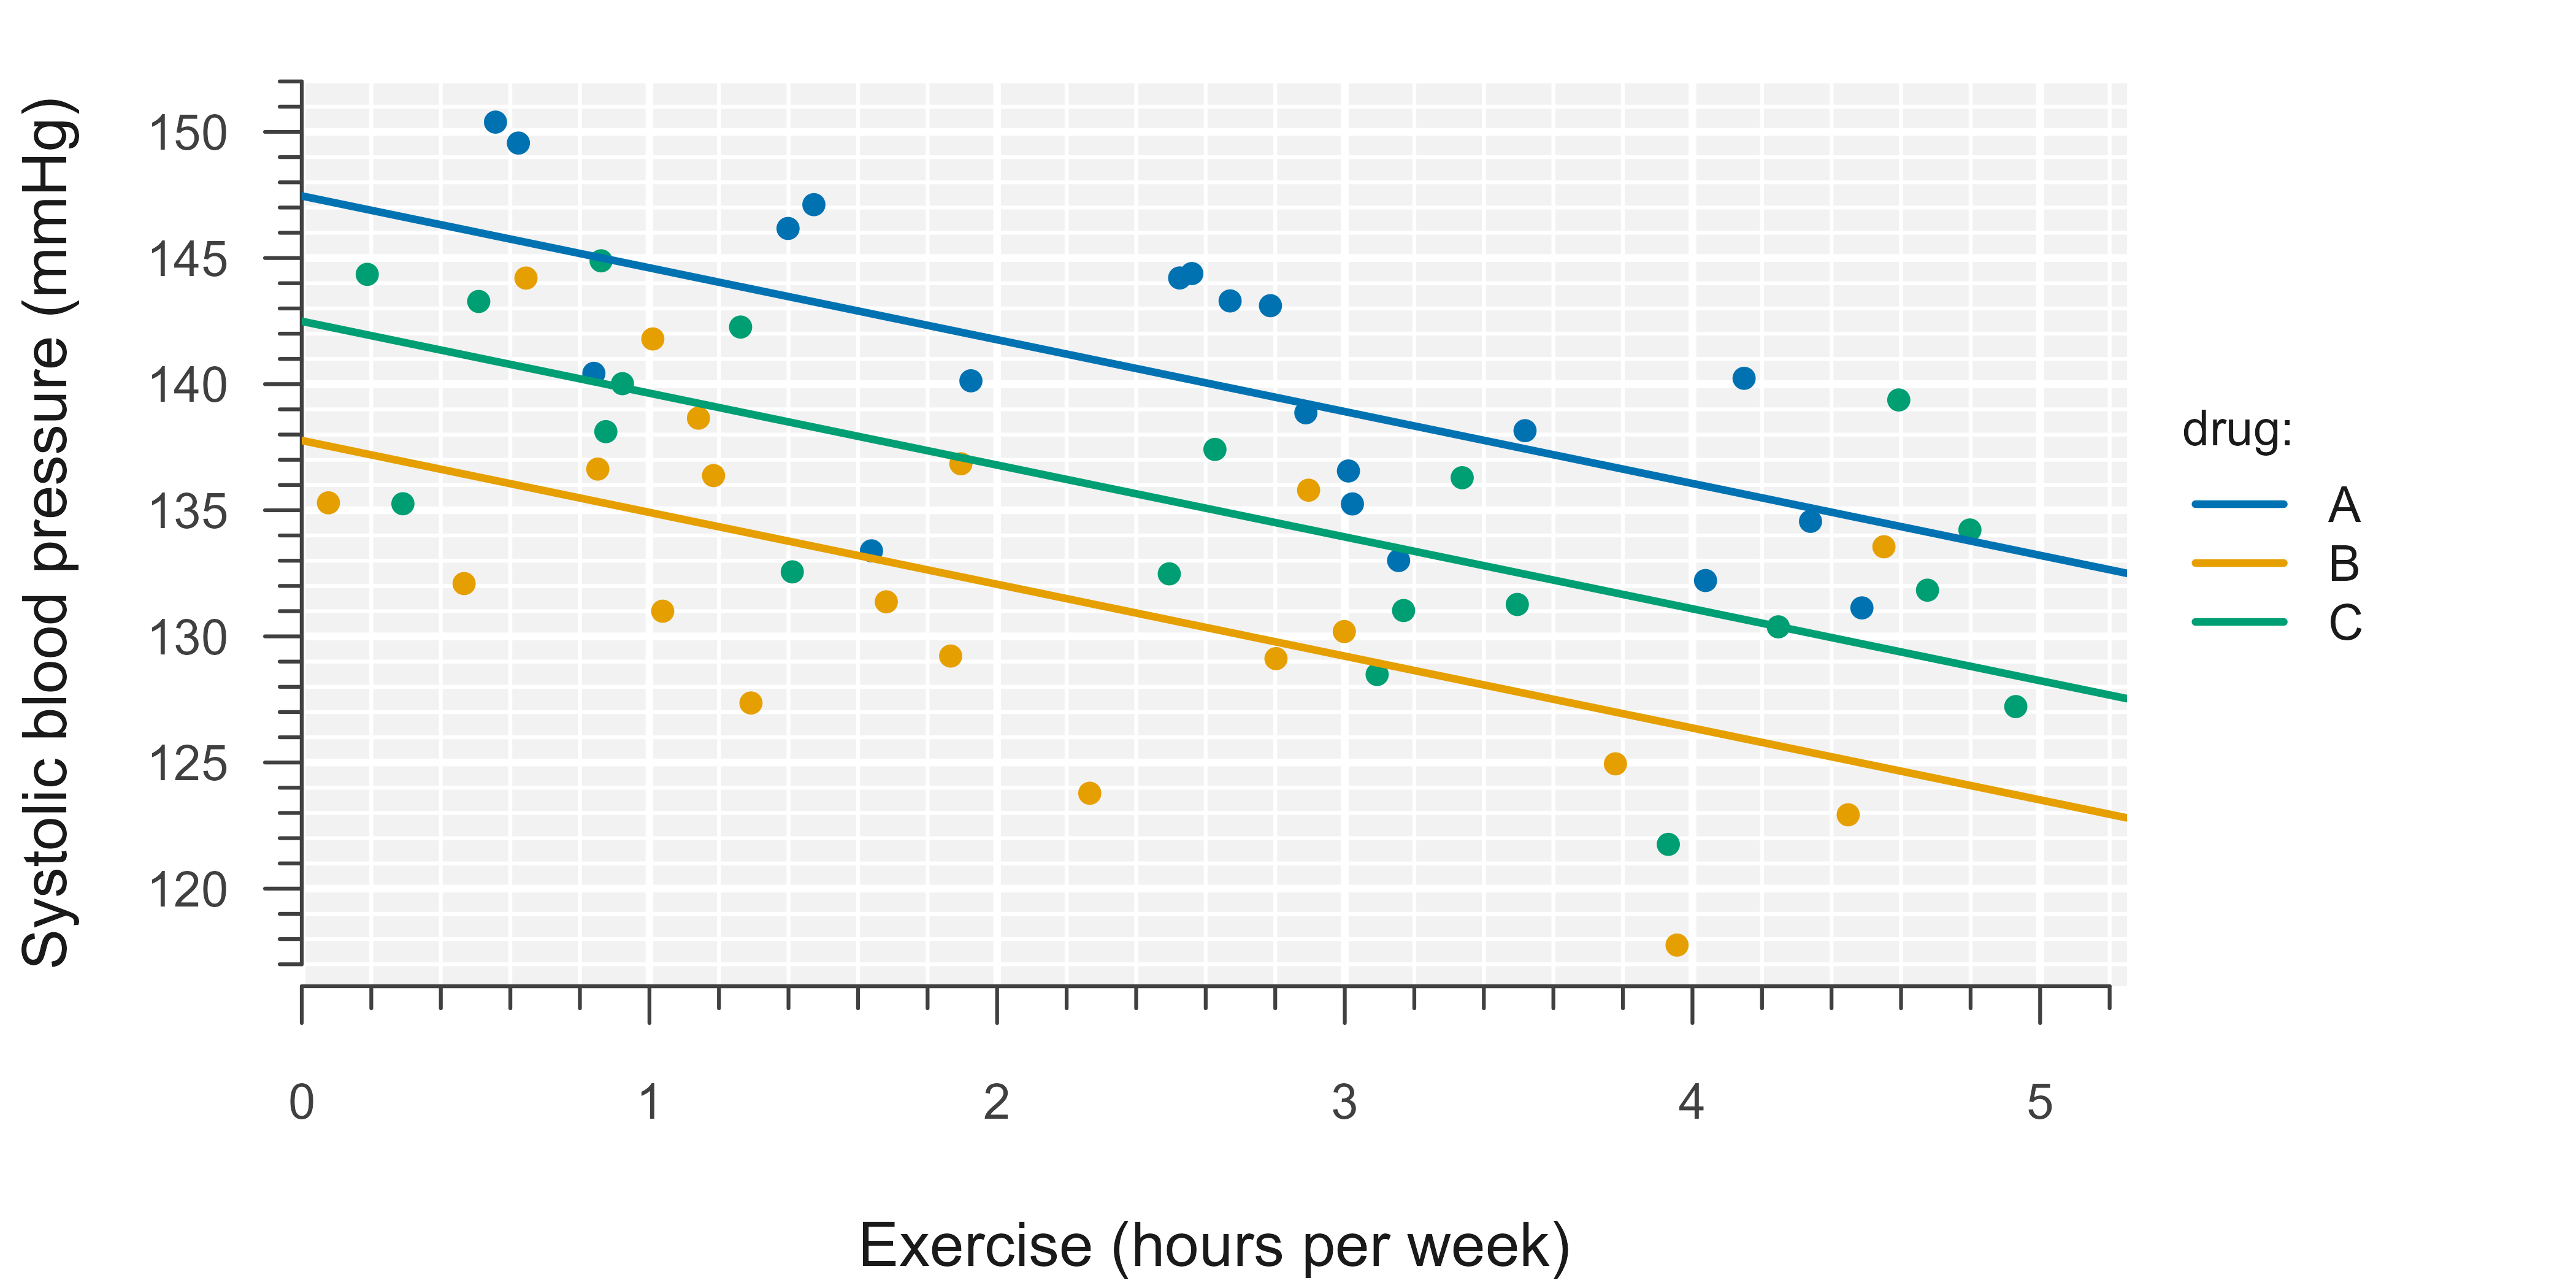 Systolic blood pressure (mmHg)
150
145
140
135
130
125
120
0 1 2 3 4 5
Exercise (hours per week)
drug:
A
B
C